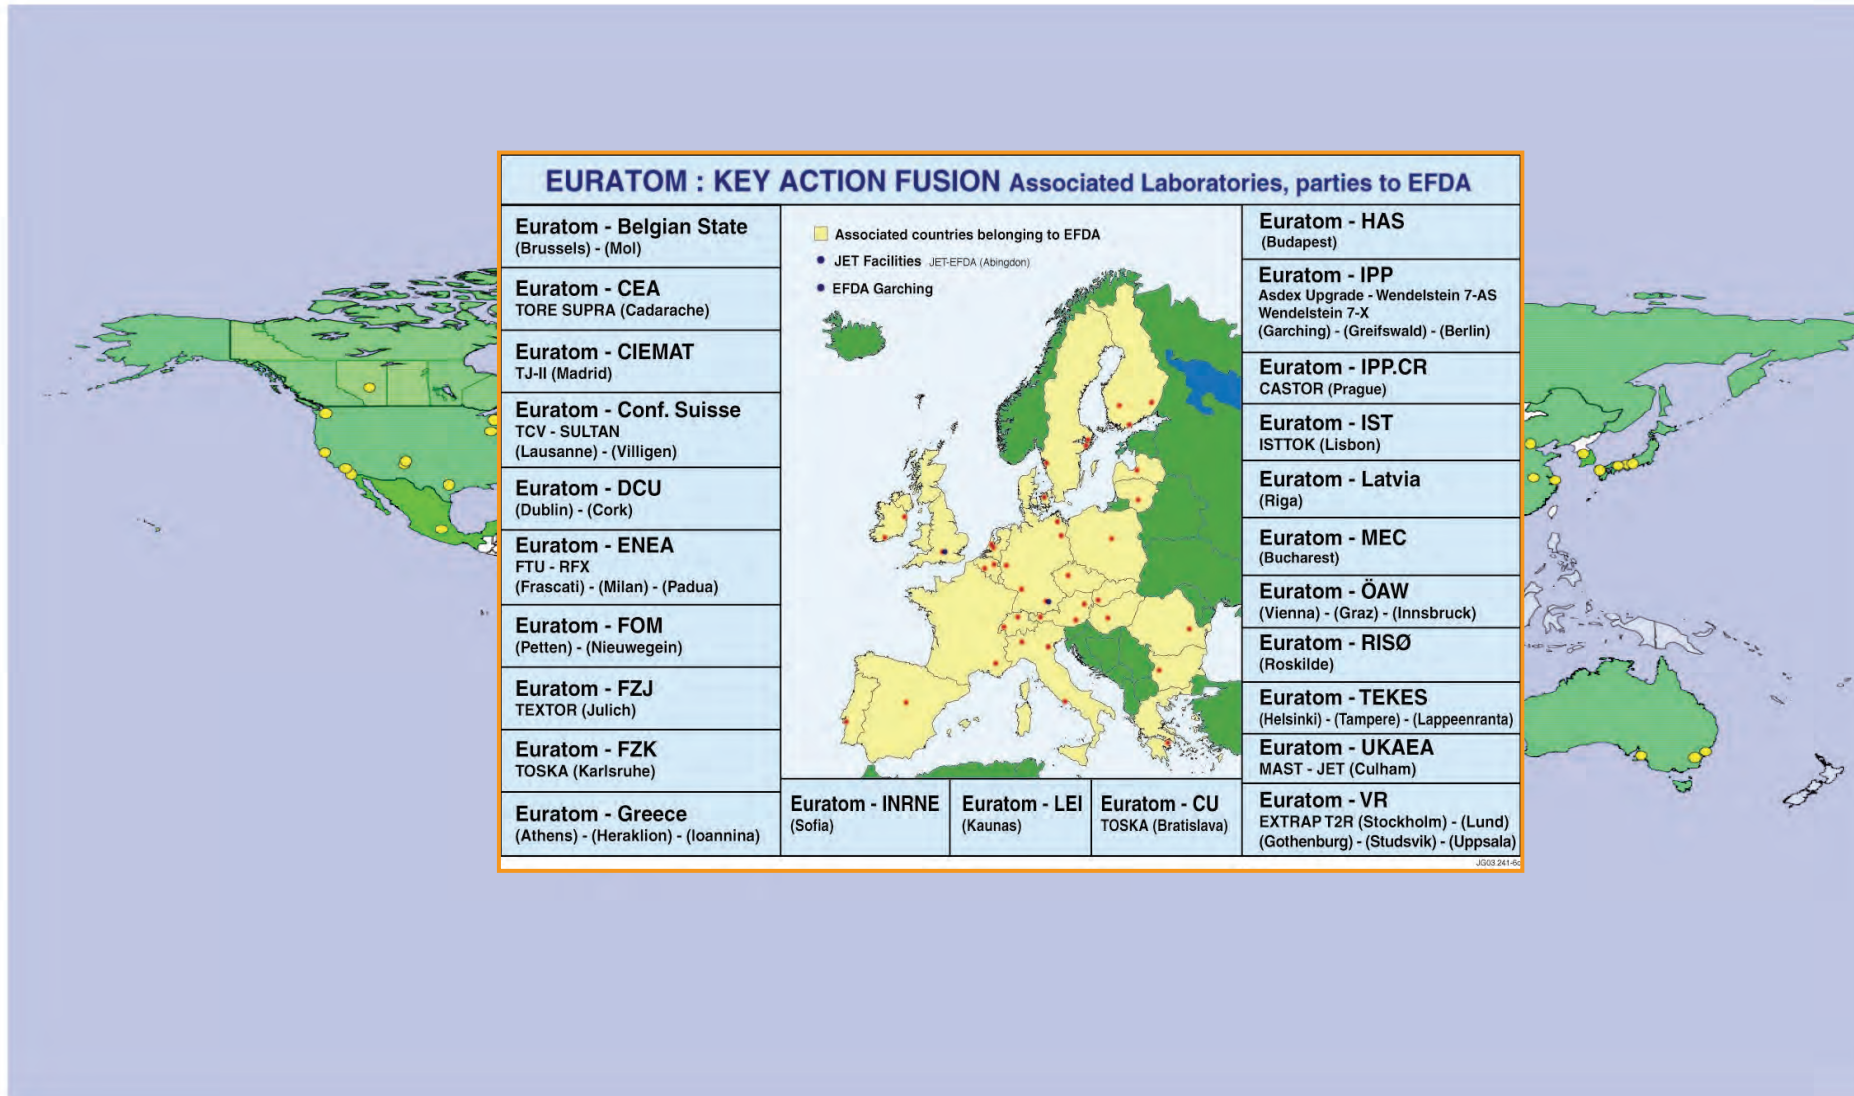 EURATOM : KEY ACTION FUSION Associated Laboratories, parties to EFDA
Euratom - Belgian State
(Brussels) - (Mol)
Euratom - CEA
TORE SUPRA (Cadarache)
Euratom - CIEMAT
TJ-II (Madrid)
Euratom - Conf. Suisse
TCV - SULTAN
(Lausanne) - (Villigen)
Euratom - DCU
(Dublin) - (Cork)
Euratom - ENEA
FTU - RFX
(Frascati) - (Milan) - (Padua)
Euratom - FOM
(Petten) - (Nieuwegein)
Euratom - FZJ
TEXTOR (Julich)
Euratom - FZK
TOSKA (Karlsruhe)
Euratom - Greece
(Athens) - (Heraklion) - (Ioannina)
Associated countries belonging to EFDA
JET Facilities JET-EFDA (Abingdon)
EFDA Garching
Euratom - INRNE
(Sofia)
Euratom - LEI
(Kaunas)
Euratom - CU
TOSKA (Bratislava)
Euratom - HAS
(Budapest)
Euratom - IPP
Asdex Upgrade - Wendelstein 7-AS
Wendelstein 7-X
(Garching) - (Greifswald) - (Berlin)
Euratom - IPP.CR
CASTOR (Prague)
Euratom - IST
ISTTOK (Lisbon)
Euratom - Latvia
(Riga)
Euratom - MEC
(Bucharest)
Euratom - ÖAW
(Vienna) - (Graz) - (Innsbruck)
Euratom - RISØ
(Roskilde)
Euratom - TEKES
(Helsinki) - (Tampere) - (Lappeenranta)
Euratom - UKAEA
MAST - JET (Culham)
Euratom - VR
EXTRAP T2R (Stockholm) - (Lund)
(Gothenburg) - (Studsvik) - (Uppsala)
JG03.241-6c